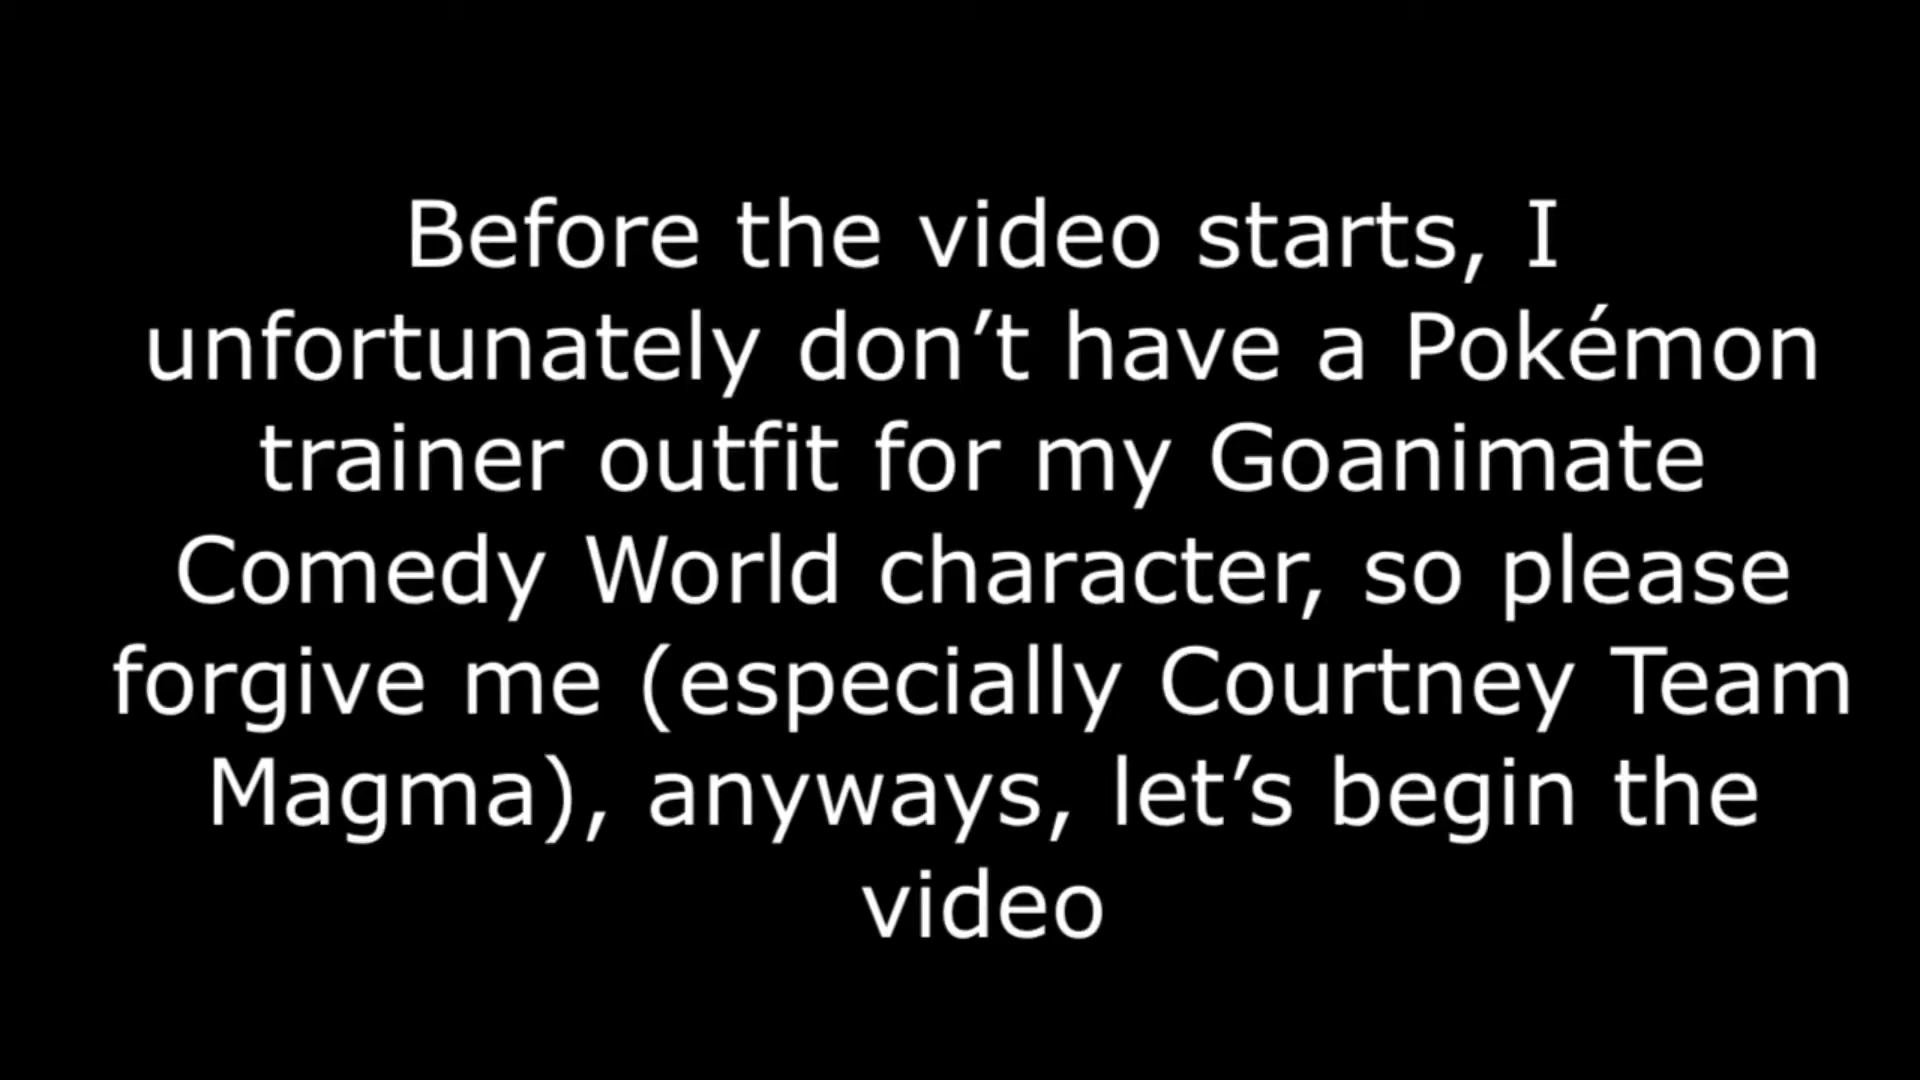 Before the video starts, I
unfortunately don’t have a Pokémon
trainer outfit for my Goanimate
Comedy World character, so please
forgive me (especially Courtney Team
Magma), anyways, let’s begin the
video